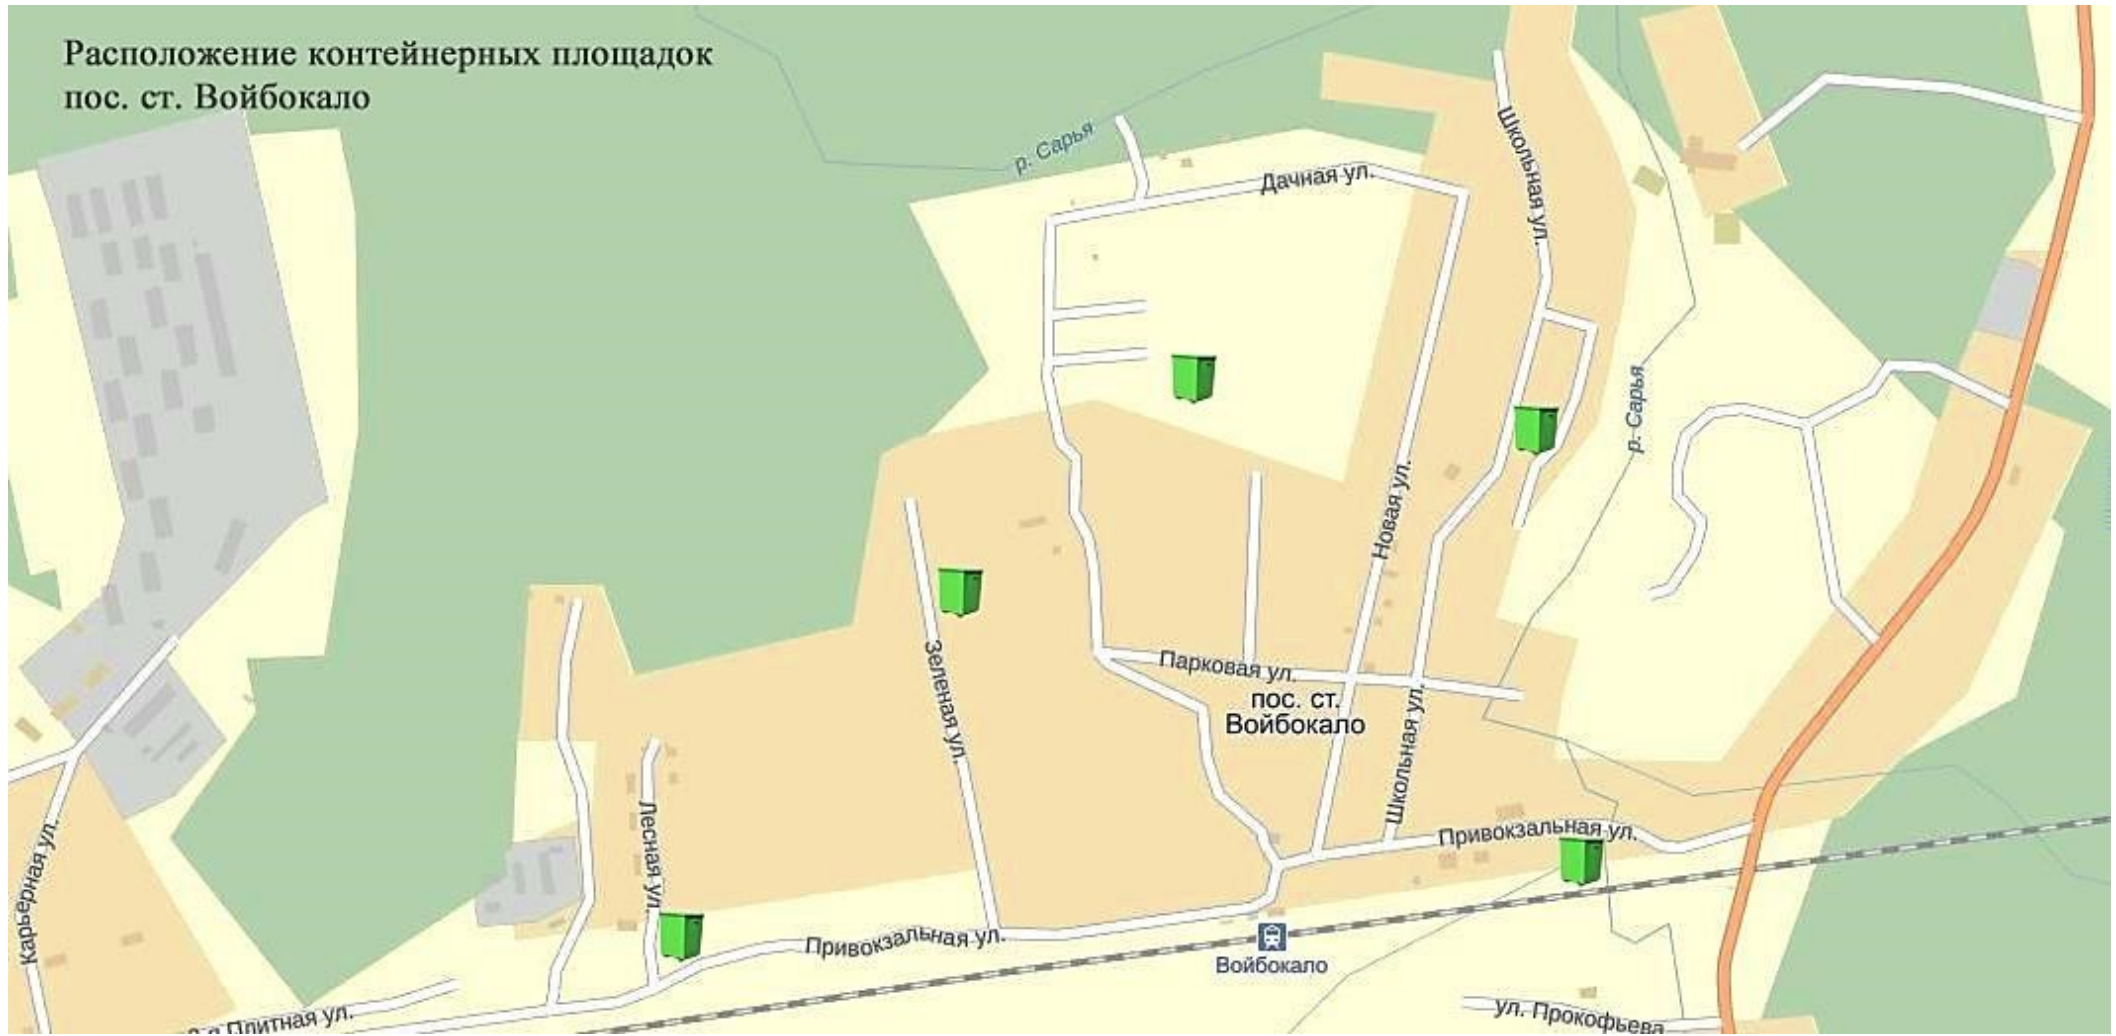 Расположение контейнерных площадок
пос. ст. Войбокало
р. Сарья
Дачная ул.
Школьная ул.
р. Сарья
Новая ул.
Зеленая ул.
Парковая ул.
пос. ст.
Войбокало
Школьная ул.
Лесная ул.
Карьерная ул.
Привокзальная ул.
Привокзальная ул.
Войбокало
Плитная ул.
ул. Прокофьева